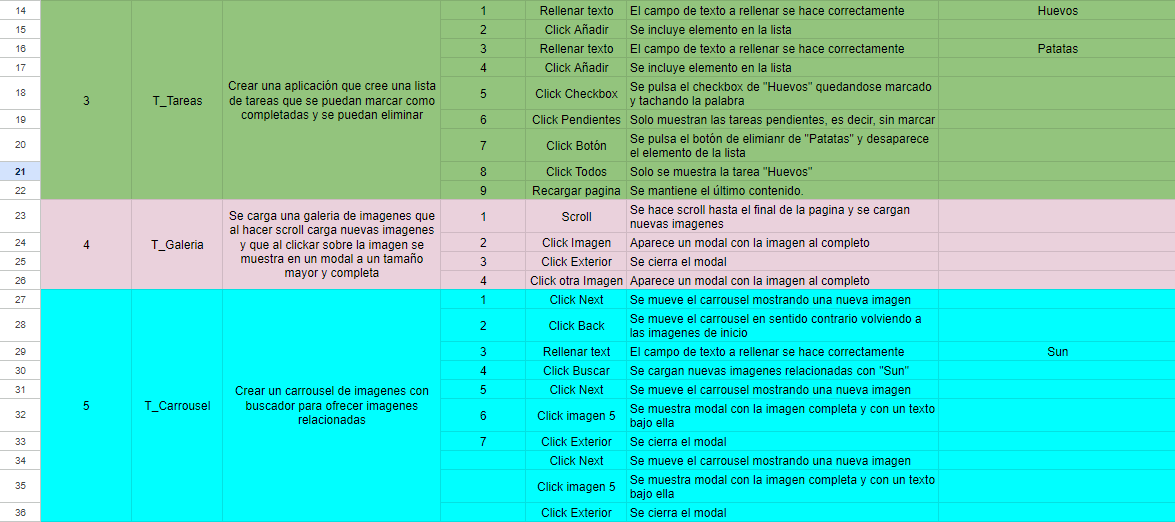 14 1 Rellenar texto El campo de texto a rellenar se hace correctamente Huevos
15 2 Click Añadir Se incluye elemento en la lista
16 3 Rellenar texto El campo de texto a rellenar se hace correctamente Patatas
17 4 Click Añadir Se incluye elemento en la lista
3 T_Tareas
Crear una aplicación que cree una lista
de tareas que se puedan marcar como
completadas y se puedan eliminar
18 5 Click Checkbox
Se pulsa el checkbox de "Huevos" quedandose marcado
y tachando la palabra
19 6 Click Pendientes Solo muestran las tareas pendientes, es decir, sin marcar
20 7 Click Botón
Se pulsa el botón de elimianr de "Patatas" y desaparece
el elemento de la lista
21 8 Click Todos Solo se muestra la tarea "Huevos"
22 9 Recargar pagina Se mantiene el último contenido.
4 T_Galeria
Se carga una galeria de imagenes que
al hacer scroll carga nuevas imagenes
y que al clickar sobre la imagen se
muestra en un modal a un tamaño
mayor y completa
23 1 Scroll
Se hace scroll hasta el final de la pagina y se cargan
nuevas imagenes
24 2 Click Imagen Aparece un modal con la imagen al completo
25 3 Click Exterior Se cierra el modal
26 4 Click otra Imagen Aparece un modal con la imagen al completo
5 T_Carrousel
Crear un carrousel de imagenes con
buscador para ofrecer imagenes
relacionadas
27 1 Click Next Se mueve el carrousel mostrando una nueva imagen
28 2 Click Back
Se mueve el carrousel en sentido contrario volviendo a
las imagenes de inicio
29 3 Rellenar text El campo de texto a rellenar se hace correctamente Sun
30 4 Click Buscar Se cargan nuevas imagenes relacionadas con "Sun"
31 5 Click Next Se mueve el carrousel mostrando una nueva imagen
32 6 Click imagen 5
Se muestra modal con la imagen completa y con un texto
bajo ella
33 7 Click Exterior Se cierra el modal
34 Click Next Se mueve el carrousel mostrando una nueva imagen
35 Click imagen 5
Se muestra modal con la imagen completa y con un texto
bajo ella
36 Click Exterior Se cierra el modal